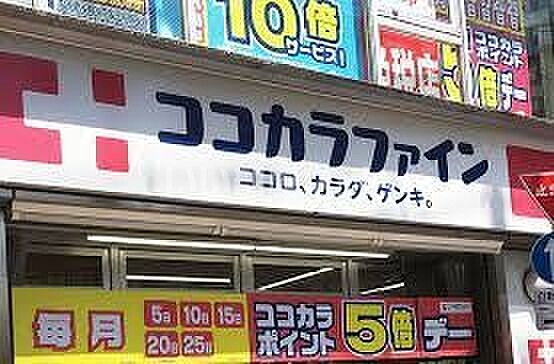 10倍
サービス!
免税店
ココカラ
ポイント
倍デー
ココカラファイン
ココロ、カラダ、ゲンキ。
毎月
5日 10日 15日
20日 25日
ココカラ
ポイント
5倍デー